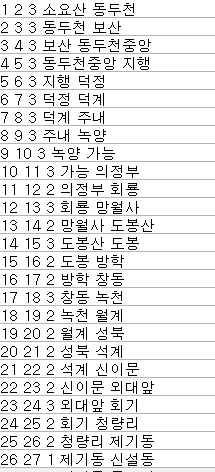 1 2 3 소요산 동두천
2 3 3 동두천 보산
3 4 3 보산 동두천중앙
4 5 3 동두천중앙 지행
5 6 3 지행 덕정
6 7 3 덕정 덕계
7 8 3 덕계 주내
8 9 3 주내 녹양
9 10 3 녹양 가능
10 11 3 가능 의정부
11 12 2 의정부 회룡
12 13 3 회룡 망월사
13 14 2 망월사 도봉산
14 15 3 도봉산 도봉
15 16 2 도봉 방학
16 17 2 방학 창동
17 18 3 창동 녹천
18 19 2 녹천 월계
19 20 2 월계 성북
20 21 2 성북 석계
21 22 2 석계 신이문
22 23 2 신이문 외대앞
23 24 3 외대앞 회기
24 25 2 회기 청량리
25 26 2 청량리 제기동
26 27 1 제기동 신설동